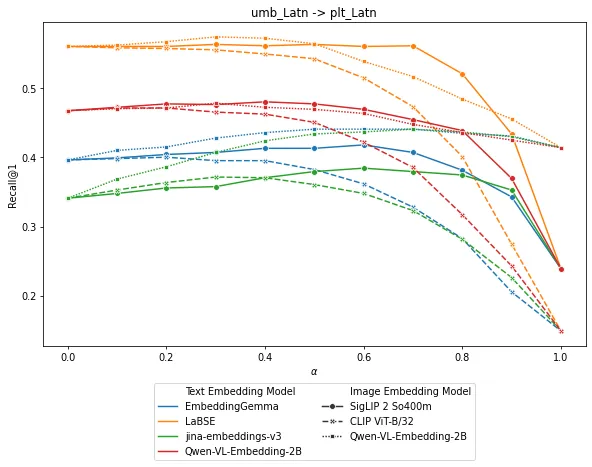 umb_Latn -> plt_Latn
Recall@1
0.5
0.4
0.3
0.2
0.0 0.2 0.4 0.6 0.8 1.0
α
Text Embedding Model Image Embedding Model
EmbeddingGemma SigLIP 2 So400m
LaBSE CLIP ViT-B/32
jina-embeddings-v3 Qwen-VL-Embedding-2B
Qwen-VL-Embedding-2B